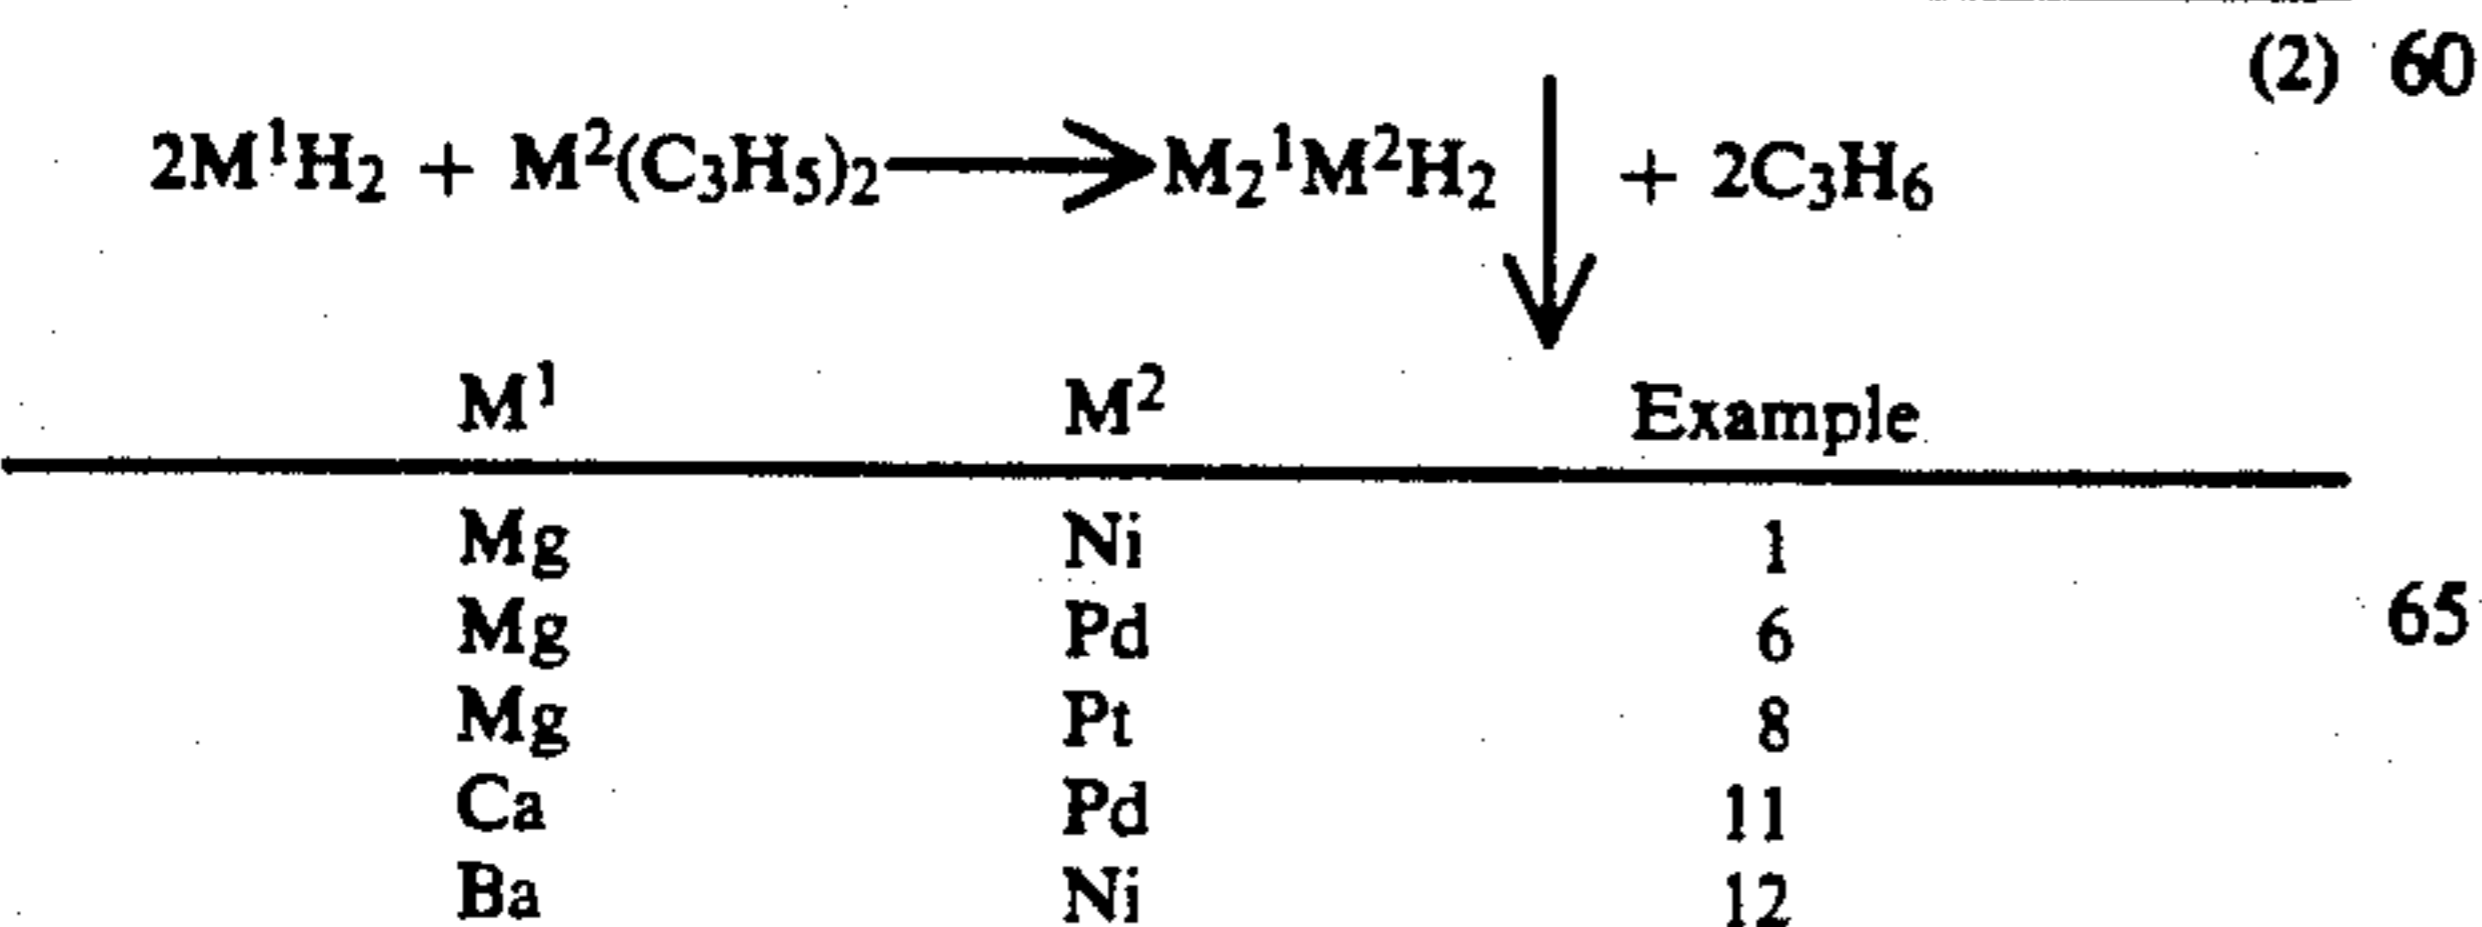 (2) 60
2M¹H₂ + M²(C₃H₅)₂ ⟶ M₂¹M²H₂ ↓ + 2C₃H₆
M¹ M² Example
Mg Ni 1
Mg Pd 6 65
Mg Pt 8
Ca Pd 11
Ba Ni 12